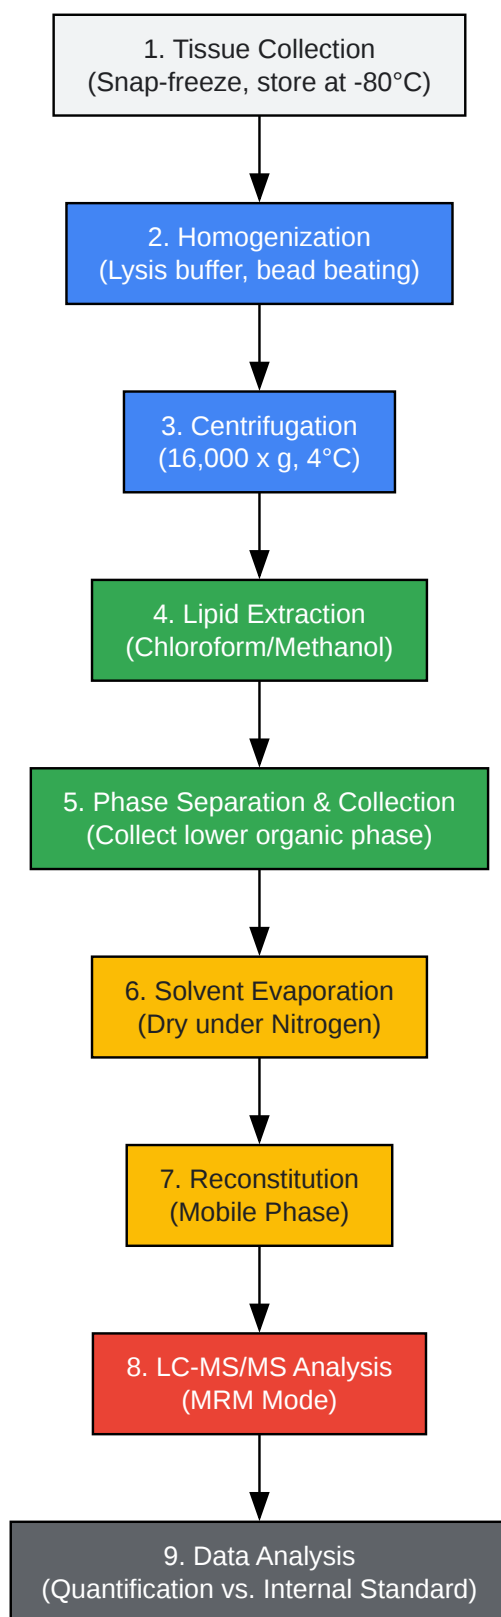 1. Tissue Collection
(Snap-freeze, store at -80°C)
2. Homogenization
(Lysis buffer, bead beating)
3. Centrifugation
(16,000 x g, 4°C)
4. Lipid Extraction
(Chloroform/Methanol)
5. Phase Separation & Collection
(Collect lower organic phase)
6. Solvent Evaporation
(Dry under Nitrogen)
7. Reconstitution
(Mobile Phase)
8. LC-MS/MS Analysis
(MRM Mode)
9. Data Analysis
(Quantification vs. Internal Standard)